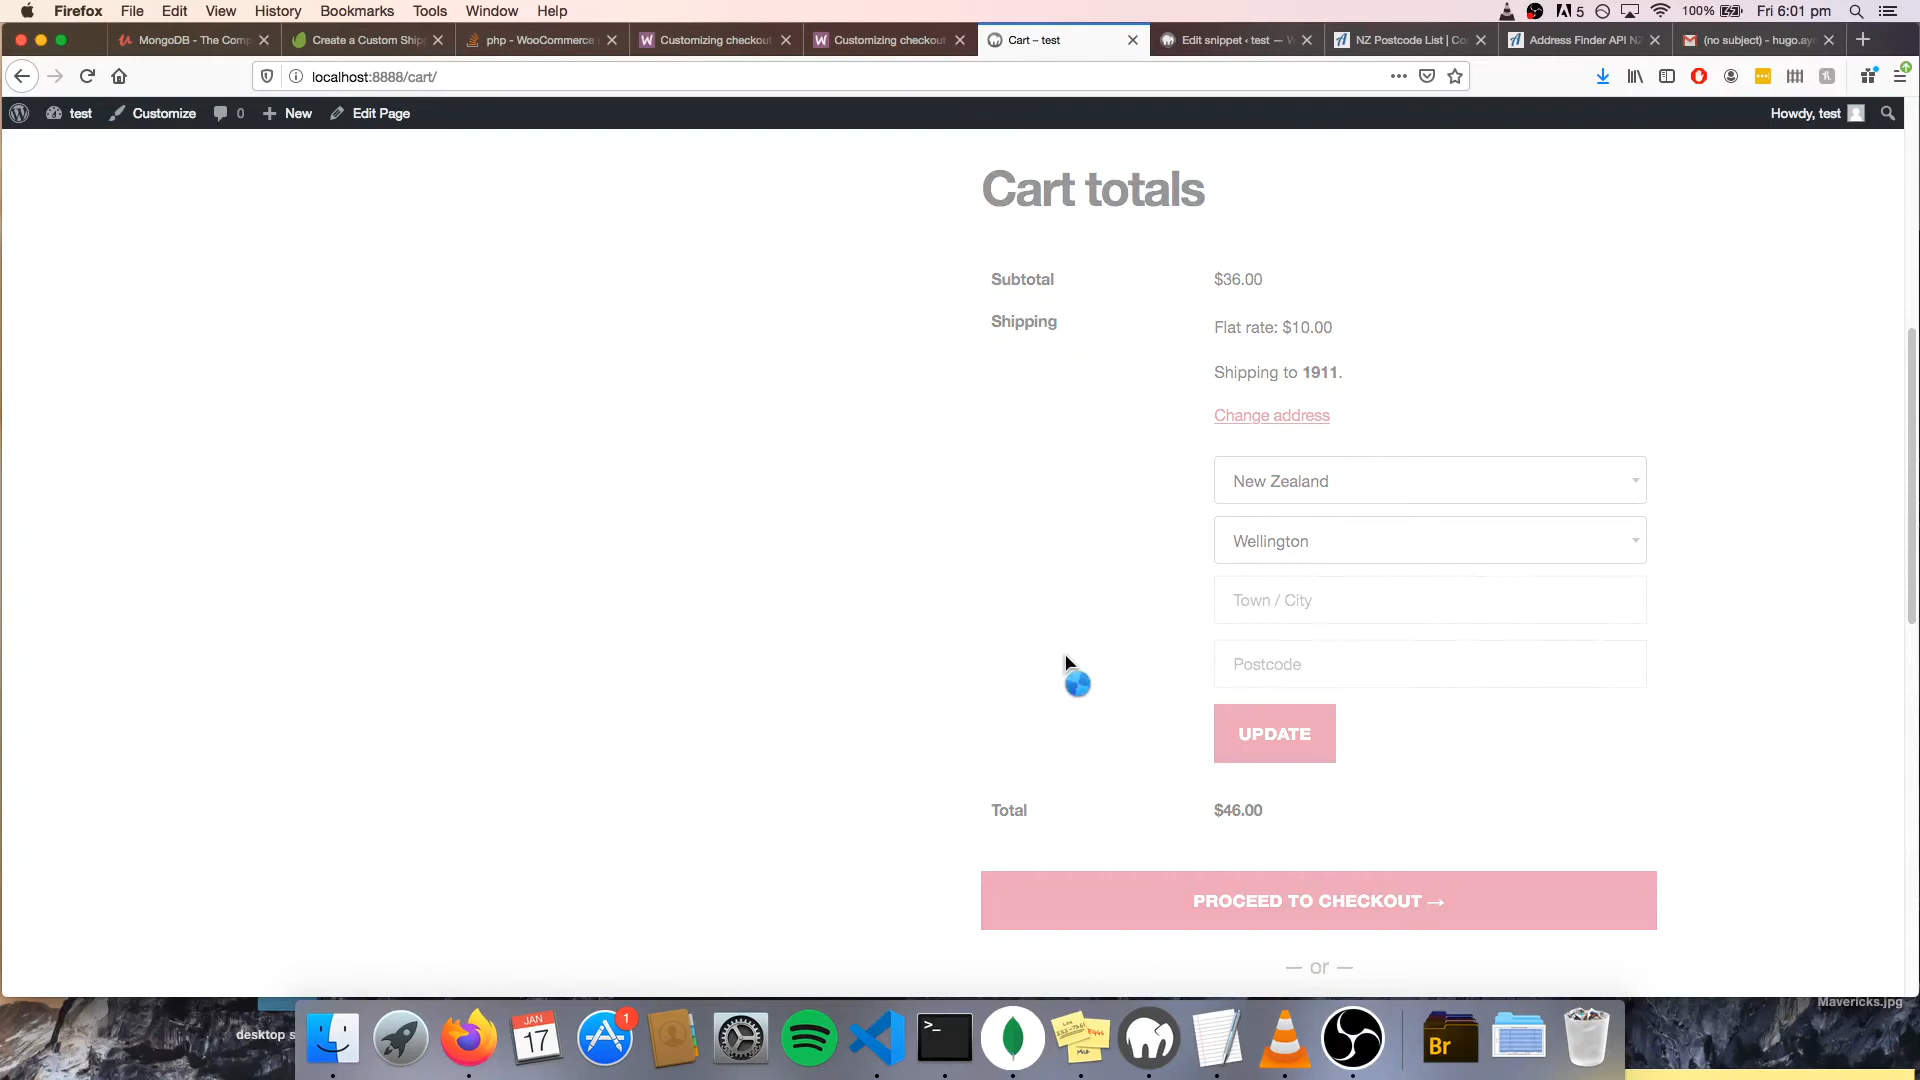 Firefox File Edit View History Bookmarks Tools Window Help
5 100% Fri 6:01 pm
MongoDB - The Comp
Create a Custom Ship
php - WooCommerce
Customizing checkout
Customizing checkout
Cart – test
Edit snippet ‹ test —
NZ Postcode List | Co
Address Finder API NZ
(no subject) - hugo.ay
localhost:8888/cart/
test Customize 0 New Edit Page
Howdy, test
Cart totals
Subtotal $36.00
Shipping Flat rate: $10.00
Shipping to 1911.
Change address
New Zealand
Wellington
Town / City
Postcode
UPDATE
Total $46.00
PROCEED TO CHECKOUT →
— or —
Mavericks.jpg
desktop s
JAN
17
1
>_
Br